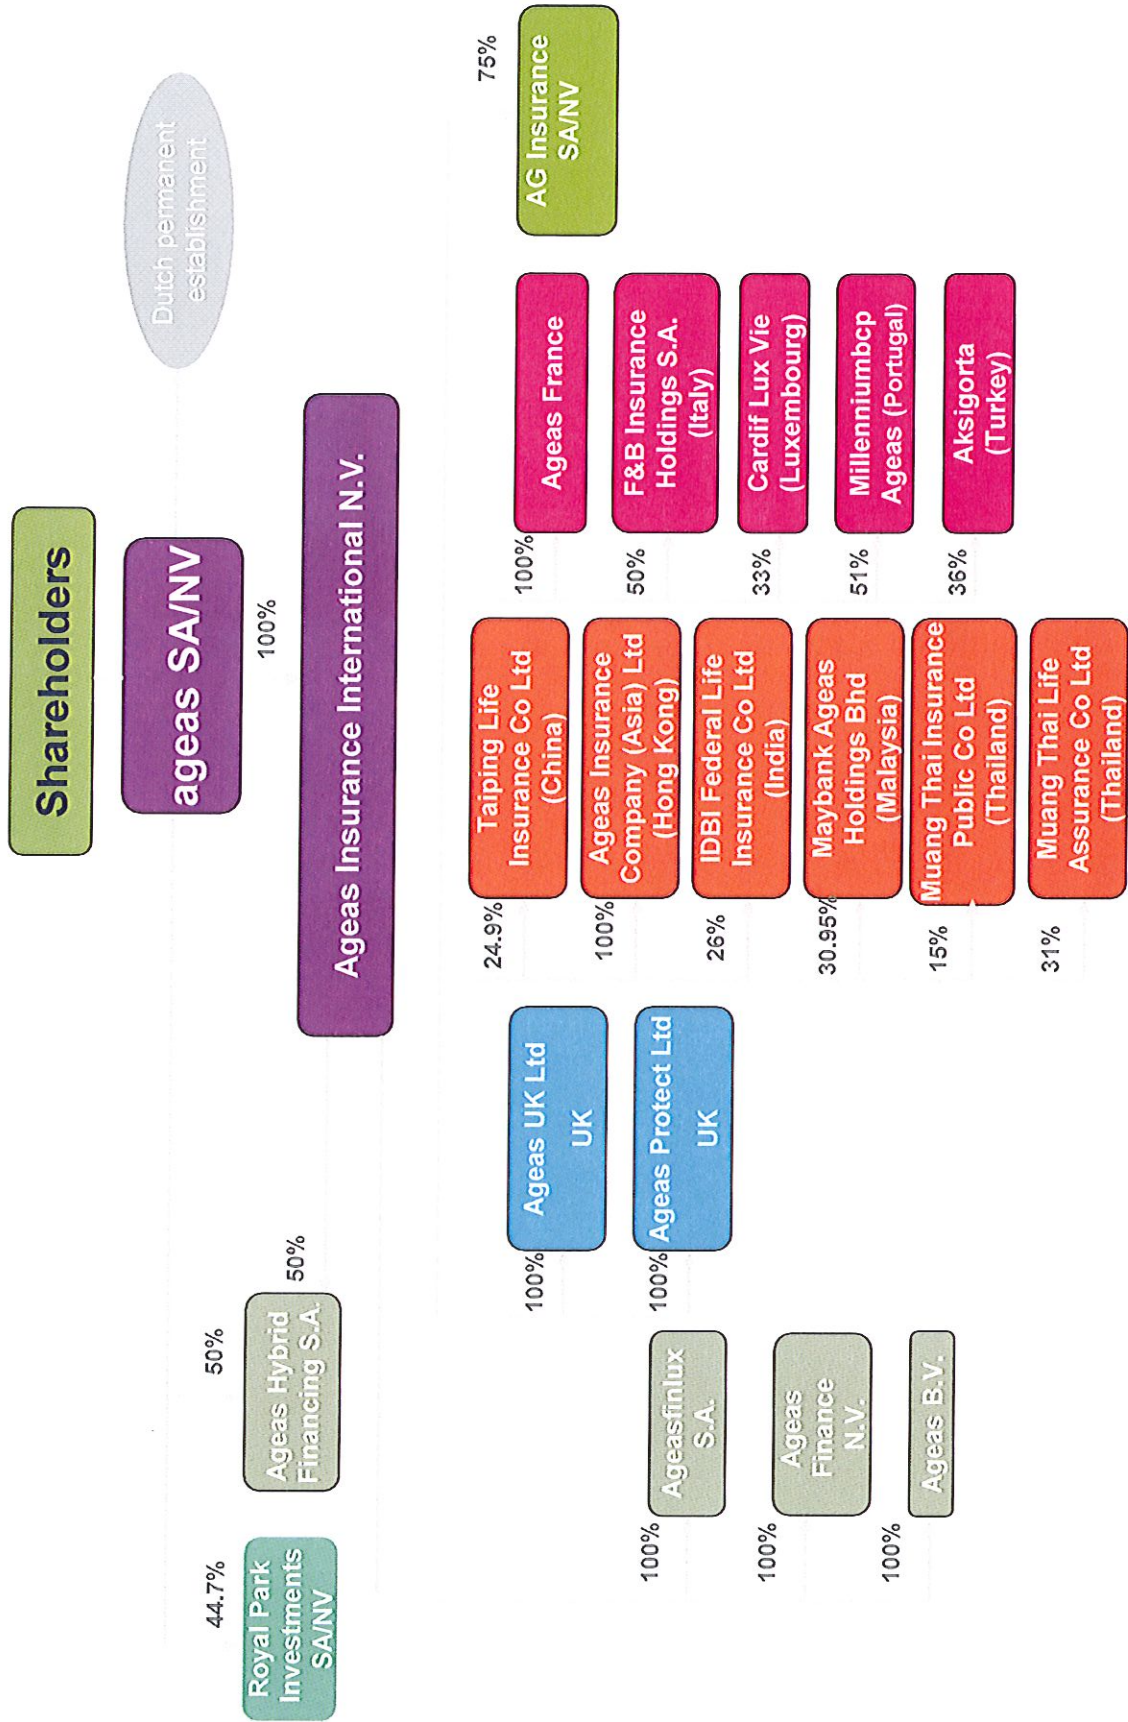 Shareholders
ageas SA/NV
Dutch permanent
establishment
100%
Ageas Insurance International N.V.
44.7%
Royal Park
Investments
SA/NV
50%
Ageas Hybrid
Financing S.A.
50%
100%
Ageasfinlux
S.A.
100%
Ageas
Finance
N.V.
100%
Ageas B.V.
100%
Ageas UK Ltd
UK
100%
Ageas Protect Ltd
UK
24.9%
Taiping Life
Insurance Co Ltd
(China)
100%
Ageas Insurance
Company (Asia) Ltd
(Hong Kong)
26%
IDBI Federal Life
Insurance Co Ltd
(India)
30.95%
Maybank Ageas
Holdings Bhd
(Malaysia)
15%
Muang Thai Insurance
Public Co Ltd
(Thailand)
31%
Muang Thai Life
Assurance Co Ltd
(Thailand)
100%
Ageas France
50%
F&B Insurance
Holdings S.A.
(Italy)
33%
Cardif Lux Vie
(Luxembourg)
51%
Millenniumbcp
Ageas (Portugal)
36%
Aksigorta
(Turkey)
75%
AG Insurance
SA/NV